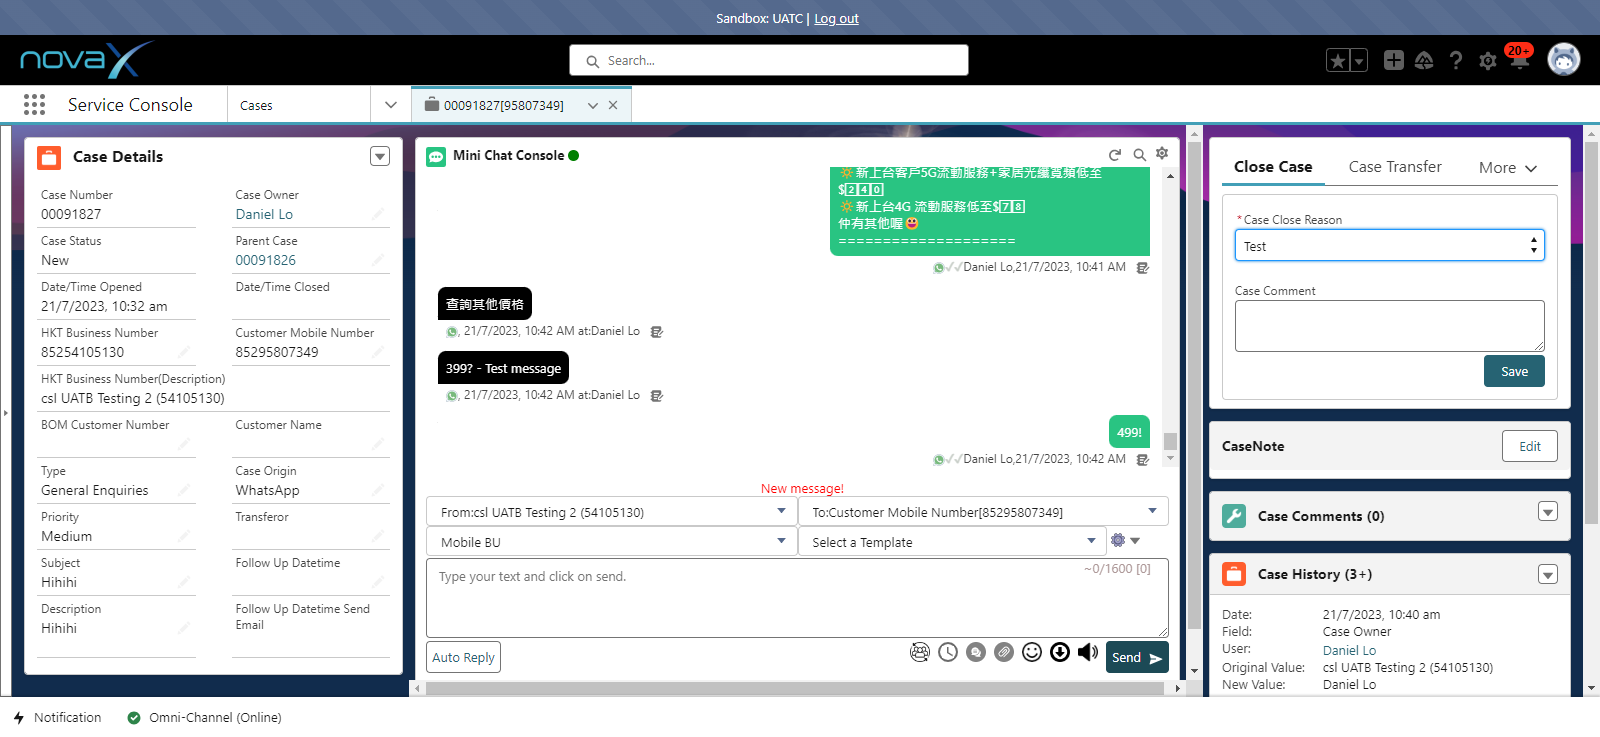 Sandbox: UATC | Log out
novaX
Search...
20+
Service Console
Cases
00091827[95807349]
Case Details
Case Number
00091827
Case Owner
Daniel Lo
Case Status
New
Parent Case
00091826
Date/Time Opened
21/7/2023, 10:32 am
Date/Time Closed
HKT Business Number
85254105130
Customer Mobile Number
85295807349
HKT Business Number(Description)
csl UATB Testing 2 (54105130)
BOM Customer Number
Customer Name
Type
General Enquiries
Case Origin
WhatsApp
Priority
Medium
Transferor
Subject
Hihihi
Follow Up Datetime
Description
Hihihi
Follow Up Datetime Send
Email
Mini Chat Console
🔆新上台客戶5G流動服務+家居光纖寬頻低至
$2️⃣4️⃣0️⃣
🔆新上台4G 流動服務低至$7️⃣8️⃣
仲有其他喔😃
====================
Daniel Lo,21/7/2023, 10:41 AM
查詢其他價格
, 21/7/2023, 10:42 AM at:Daniel Lo
399? - Test message
, 21/7/2023, 10:42 AM at:Daniel Lo
499!
Daniel Lo,21/7/2023, 10:42 AM
New message!
From:csl UATB Testing 2 (54105130)
To:Customer Mobile Number[85295807349]
Mobile BU
Select a Template
Type your text and click on send.
~0/1600 [0]
Auto Reply
Send
Close Case
Case Transfer
More
*Case Close Reason
Test
Case Comment
Save
CaseNote
Edit
Case Comments (0)
Case History (3+)
Date: 21/7/2023, 10:40 am
Field: Case Owner
User: Daniel Lo
Original Value: csl UATB Testing 2 (54105130)
New Value: Daniel Lo
Notification
Omni-Channel (Online)